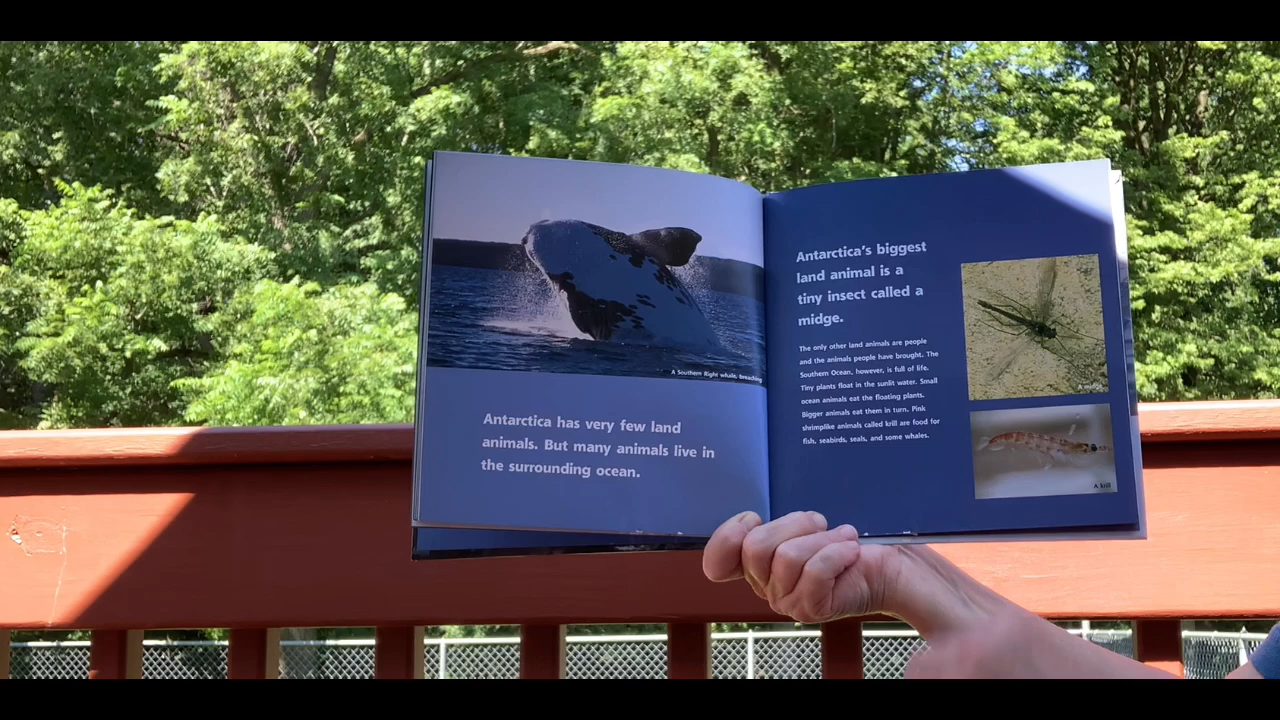 A Southern Right whale, breaching
Antarctica has very few land
animals. But many animals live in
the surrounding ocean.
Antarctica's biggest
land animal is a
tiny insect called a
midge.
The only other land animals are people
and the animals people have brought. The
Southern Ocean, however, is full of life.
Tiny plants float in the sunlit water. Small
ocean animals eat the floating plants.
Bigger animals eat them in turn. Pink
shrimplike animals called krill are food for
fish, seabirds, seals, and some whales.
A midge
A krill